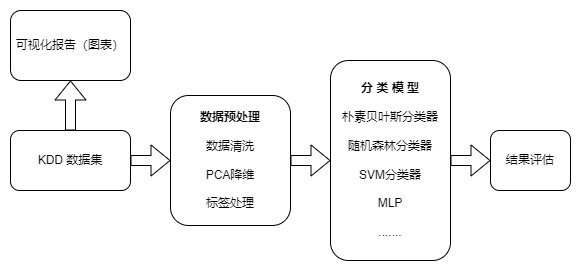 可视化报告（图表）
KDD 数据集
数据预处理
数据清洗
PCA降维
标签处理
分 类 模 型
朴素贝叶斯分类器
随机森林分类器
SVM分类器
MLP
.......
结果评估